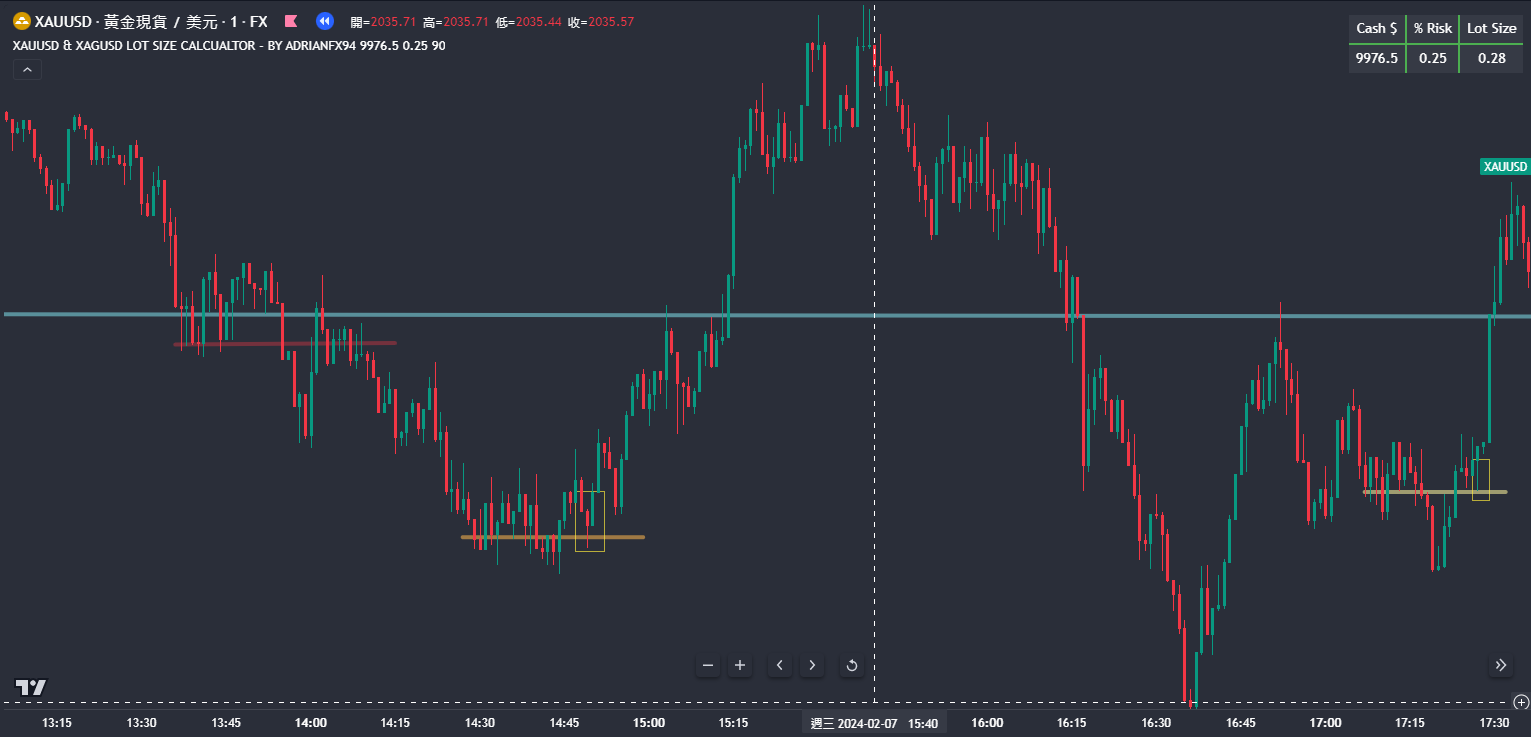 XAUUSD · 黃金現貨 / 美元 · 1 · FX 開=2035.71 高=2035.71 低=2035.44 收=2035.57
XAUUSD & XAGUSD LOT SIZE CALCUALTOR - BY ADRIANFX94 9976.5 0.25 90
Cash $ % Risk Lot Size
9976.5 0.25 0.28
XAUUSD
13:15 13:30 13:45 14:00 14:15 14:30 14:45 15:00 15:15 週三 2024-02-07 15:40 16:00 16:15 16:30 16:45 17:00 17:15 17:30